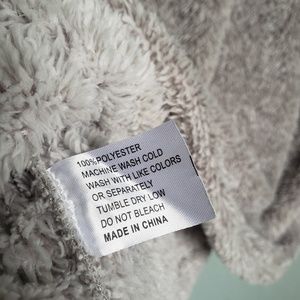 100%POLYESTER
MACHINE WASH COLD
WASH WITH LIKE COLORS
OR SEPARATELY
TUMBLE DRY LOW
DO NOT BLEACH
MADE IN CHINA